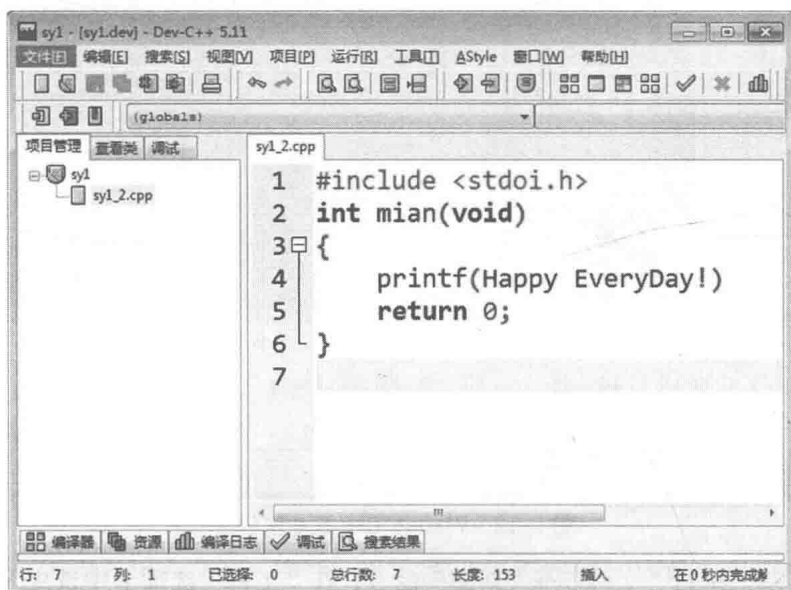 sy1 - [sy1.dev] - Dev-C++ 5.11
文件[F] 编辑[E] 搜索[S] 视图[V] 项目[P] 运行[R] 工具[T] AStyle 窗口[W] 帮助[H]
(globals)
项目管理 查看类 调试
sy1
sy1_2.cpp
sy1_2.cpp
1 #include <stdoi.h>
2 int mian(void)
3 {
4 printf(Happy EveryDay!)
5 return 0;
6 }
7
编译器 资源 编译日志 调试 搜索结果
行: 7 列: 1 已选择: 0 总行数: 7 长度: 153 插入 在0秒内完成解